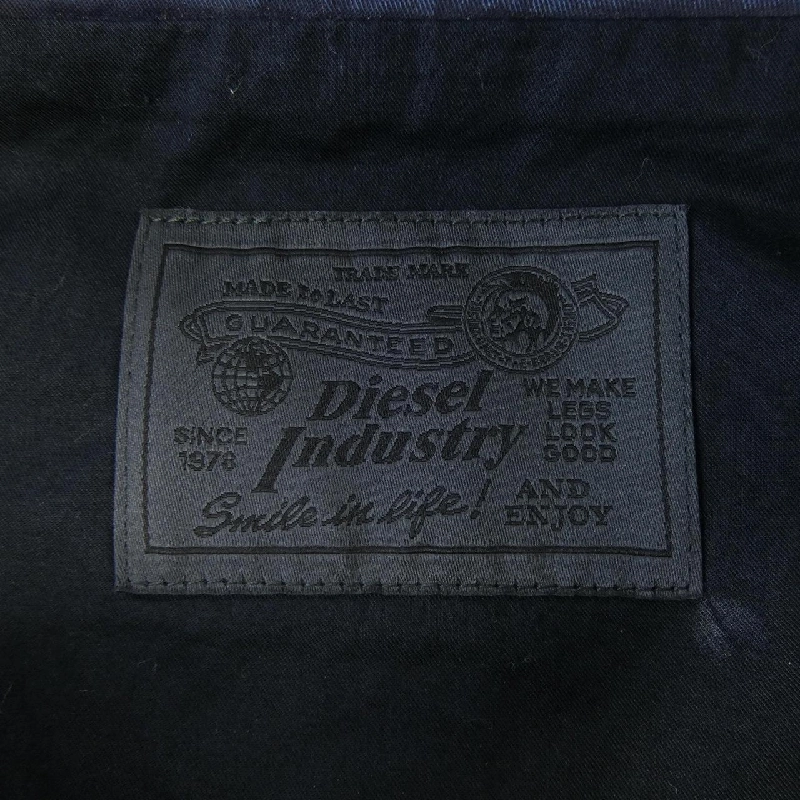 TRADE MARK
MADE to LAST
GUARANTEED
Diesel
Industry
SINCE
1978
WE MAKE
LEGS
LOOK
GOOD
Smile in life!
AND
ENJOY